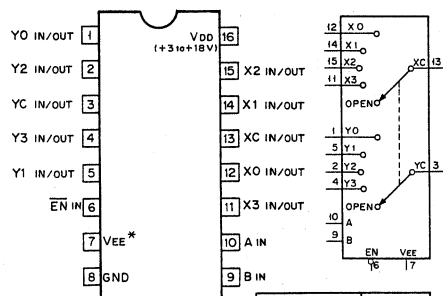 Y0 IN/OUT 1
Y2 IN/OUT 2
YC IN/OUT 3
Y3 IN/OUT 4
Y1 IN/OUT 5
EN IN 6
7 VEE*
8 GND
VDD 16
(+3 to +18V)
15 X2 IN/OUT
14 X1 IN/OUT
13 XC IN/OUT
12 X0 IN/OUT
11 X3 IN/OUT
10 A IN
9 B IN
12 X0
14 X1
15 X2
11 X3
XC 13
OPEN
1 Y0
5 Y1
2 Y2
4 Y3
YC 3
OPEN
10 A
9 B
EN VEE
6 7